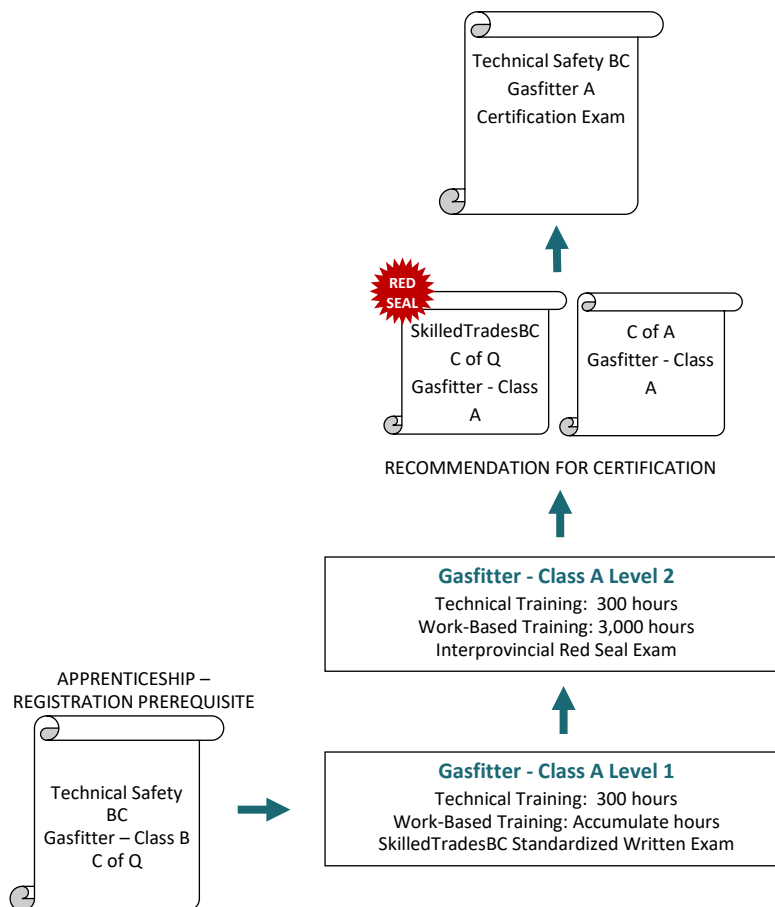 Technical Safety BC
Gasfitter A
Certification Exam
RED
SEAL
SkilledTradesBC
C of Q
Gasfitter - Class
A
C of A
Gasfitter - Class
A
RECOMMENDATION FOR CERTIFICATION
Gasfitter - Class A Level 2
Technical Training:  300 hours
Work-Based Training: 3,000 hours
Interprovincial Red Seal Exam
APPRENTICESHIP –
REGISTRATION PREREQUISITE
Technical Safety
BC
Gasfitter – Class B
C of Q
Gasfitter - Class A Level 1
Technical Training:  300 hours
Work-Based Training: Accumulate hours
SkilledTradesBC Standardized Written Exam